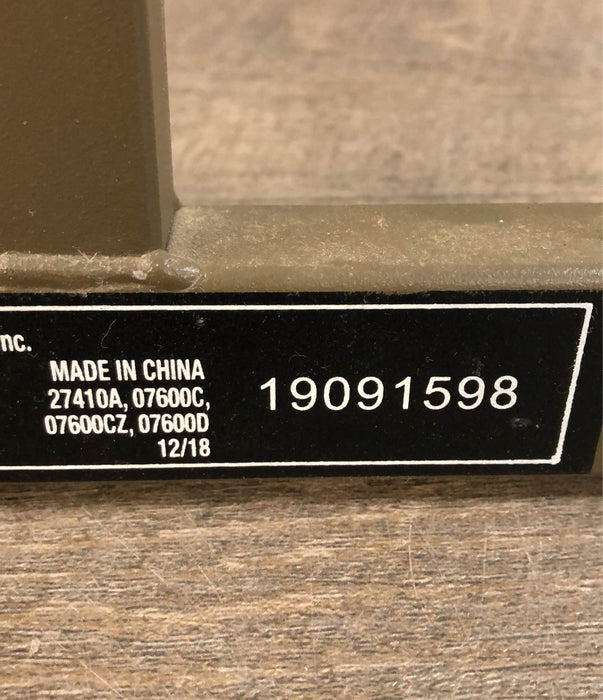 nc.
MADE IN CHINA
27410A, 07600C,
07600CZ, 07600D
12/18
19091598